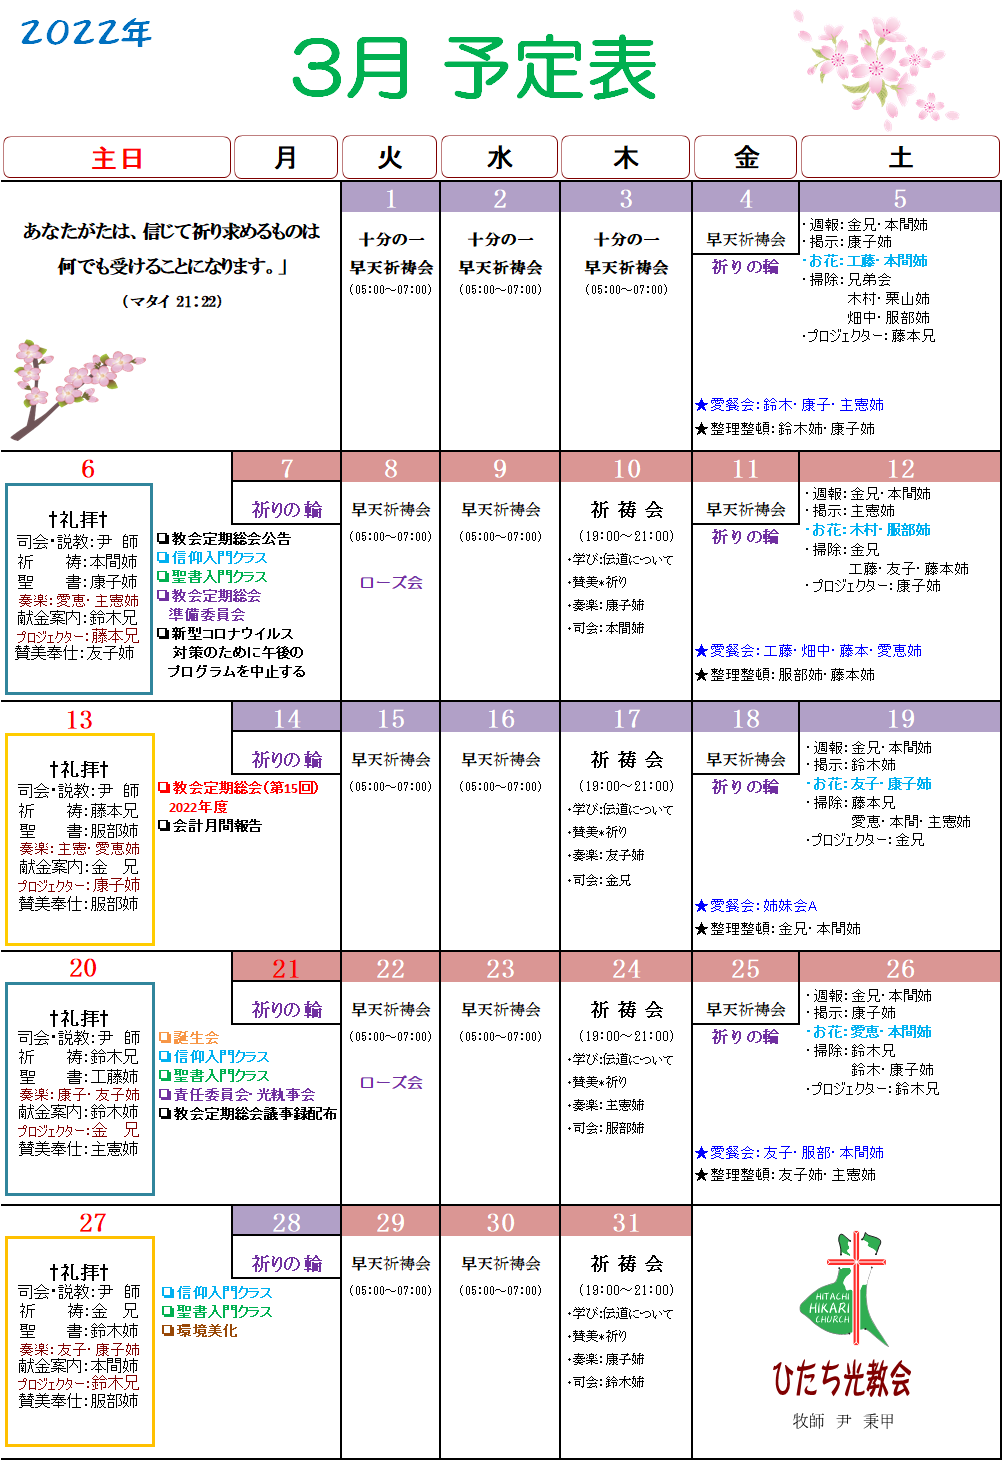 2022年
3月 予定表
主日 月 火 水 木 金 土
あなたがたは、信じて祈り求めるものは
何でも受けることになります。」
(マタイ 21:22)
1
十分の一
早天祈祷会
(05:00～07:00)
2
十分の一
早天祈祷会
(05:00～07:00)
3
十分の一
早天祈祷会
(05:00～07:00)
4
早天祈祷会
祈りの輪
5
・週報:金兄・本間姉
・掲示:康子姉
・お花:工藤・本間姉
・掃除:兄弟会
木村・栗山姉
畑中・服部姉
・プロジェクター:藤本兄
★愛餐会:鈴木・康子・主憲姉
★整理整頓:鈴木姉・康子姉
6
†礼拝†
司会・説教:尹 師
祈 祷:本間姉
聖 書:康子姉
奏楽:愛恵・主憲姉
献金案内:鈴木兄
プロジェクター:藤本兄
賛美奉仕:友子姉
❏教会定期総会公告
❏信仰入門クラス
❏聖書入門クラス
❏教会定期総会
準備委員会
❏新型コロナウイルス
対策のために午後の
プログラムを中止する
7
祈りの輪
8
早天祈祷会
(05:00～07:00)
ローズ会
9
早天祈祷会
(05:00～07:00)
10
祈 祷 会
(19:00～21:00)
・学び:伝道について
・賛美*祈り
・奏楽:康子姉
・司会:本間姉
11
早天祈祷会
祈りの輪
12
・週報:金兄・本間姉
・掲示:主憲姉
・お花:木村・服部姉
・掃除:金兄
工藤・友子・藤本姉
・プロジェクター:康子姉
★愛餐会:工藤・畑中・藤本・愛恵姉
★整理整頓:服部姉・藤本姉
13
†礼拝†
司会・説教:尹 師
祈 祷:藤本兄
聖 書:服部姉
奏楽:主憲・愛恵姉
献金案内:金 兄
プロジェクター:康子姉
賛美奉仕:服部姉
❏教会定期総会(第15回)
2022年度
❏会計月間報告
14
祈りの輪
15
早天祈祷会
(05:00～07:00)
16
早天祈祷会
(05:00～07:00)
17
祈 祷 会
(19:00～21:00)
・学び:伝道について
・賛美*祈り
・奏楽:友子姉
・司会:金兄
18
早天祈祷会
祈りの輪
19
・週報:金兄・本間姉
・掲示:鈴木姉
・お花:友子・康子姉
・掃除:藤本兄
愛恵・本間・主憲姉
・プロジェクター:金兄
★愛餐会:姉妹会A
★整理整頓:金兄・本間姉
20
†礼拝†
司会・説教:尹 師
祈 祷:鈴木兄
聖 書:工藤姉
奏楽:康子・友子姉
献金案内:鈴木姉
プロジェクター:金 兄
賛美奉仕:主憲姉
❏誕生会
❏信仰入門クラス
❏聖書入門クラス
❏責任委員会・光執事会
❏教会定期総会議事録配布
21
祈りの輪
22
早天祈祷会
(05:00～07:00)
ローズ会
23
早天祈祷会
(05:00～07:00)
24
祈 祷 会
(19:00～21:00)
・学び:伝道について
・賛美*祈り
・奏楽:主憲姉
・司会:服部姉
25
早天祈祷会
祈りの輪
26
・週報:金兄・本間姉
・掲示:康子姉
・お花:愛恵・本間姉
・掃除:鈴木兄
鈴木・康子姉
・プロジェクター:鈴木兄
★愛餐会:友子・服部・本間姉
★整理整頓:友子姉・主憲姉
27
†礼拝†
司会・説教:尹 師
祈 祷:金 兄
聖 書:鈴木姉
奏楽:友子・康子姉
献金案内:本間姉
プロジェクター:鈴木兄
賛美奉仕:服部姉
❏信仰入門クラス
❏聖書入門クラス
❏環境美化
28
祈りの輪
29
早天祈祷会
(05:00～07:00)
30
早天祈祷会
(05:00～07:00)
31
祈 祷 会
(19:00～21:00)
・学び:伝道について
・賛美*祈り
・奏楽:康子姉
・司会:鈴木姉
HITACHI
HIKARI
CHURCH
ひたち光教会
牧師 尹 秉甲